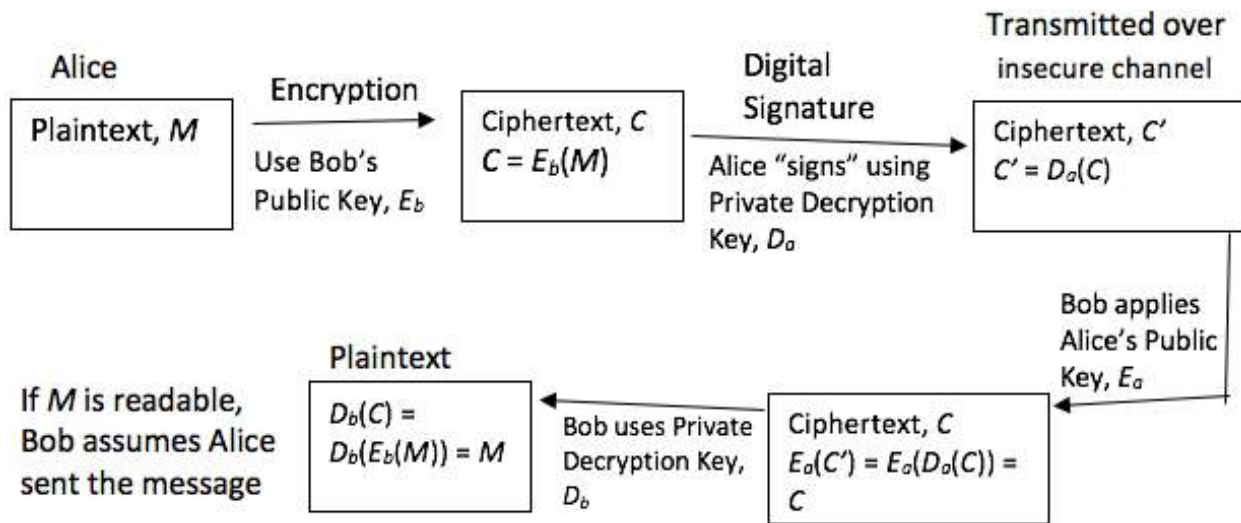 Alice
Plaintext, M
Encryption
Use Bob's
Public Key, Eb
Ciphertext, C
C = Eb(M)
Digital
Signature
Alice “signs” using
Private Decryption
Key, Da
Transmitted over
insecure channel
Ciphertext, C'
C' = Da(C)
Bob applies
Alice's Public
Key, Ea
Ciphertext, C
Ea(C') = Ea(Da(C)) =
C
Bob uses Private
Decryption Key,
Db
Plaintext
Db(C) =
Db(Eb(M)) = M
If M is readable,
Bob assumes Alice
sent the message